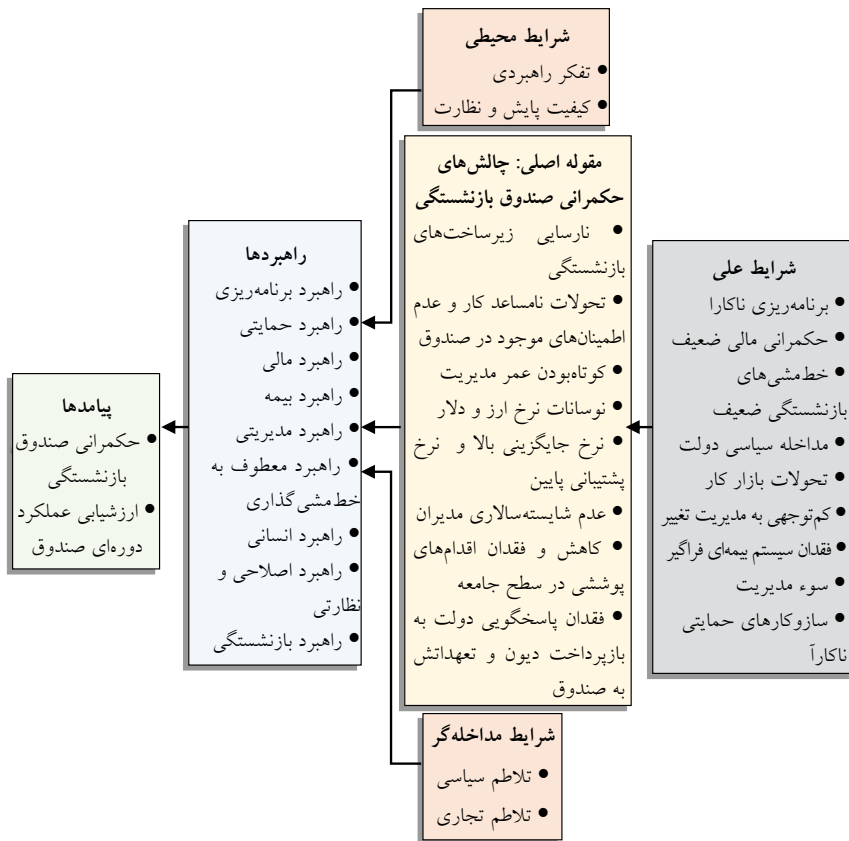 شرایط محیطی
● تفکر راهبردی
● کیفیت پایش و نظارت
شرایط علی
● برنامه‌ریزی ناکارا
● حکمرانی مالی ضعیف
● خط‌مشی‌های
بازنشستگی ضعیف
● مداخله سیاسی دولت
● تحولات بازار کار
● کم‌توجهی به مدیریت تغییر
● فقدان سیستم بیمه‌ای فراگیر
● سوء مدیریت
● سازوکارهای حمایتی
ناکارآ
مقوله اصلی: چالش‌های
حکمرانی صندوق بازنشستگی
● نارسایی زیرساخت‌های
بازنشستگی
● تحولات نامساعد کار و عدم
اطمینان‌های موجود در صندوق
● کوتاه‌بودن عمر مدیریت
● نوسانات نرخ ارز و دلار
● نرخ جایگزینی بالا و نرخ
پشتیبانی پایین
● عدم شایسته‌سالاری مدیران
● کاهش و فقدان اقدام‌های
پوششی در سطح جامعه
● فقدان پاسخگویی دولت به
بازپرداخت دیون و تعهداتش
به صندوق
شرایط مداخله‌گر
● تلاطم سیاسی
● تلاطم تجاری
راهبردها
● راهبرد برنامه‌ریزی
● راهبرد حمایتی
● راهبرد مالی
● راهبرد بیمه
● راهبرد مدیریتی
● راهبرد معطوف به
خط‌مشی‌گذاری
● راهبرد انسانی
● راهبرد اصلاحی و
نظارتی
● راهبرد بازنشستگی
پیامدها
● حکمرانی صندوق
بازنشستگی
● ارزشیابی عملکرد
دوره‌ای صندوق